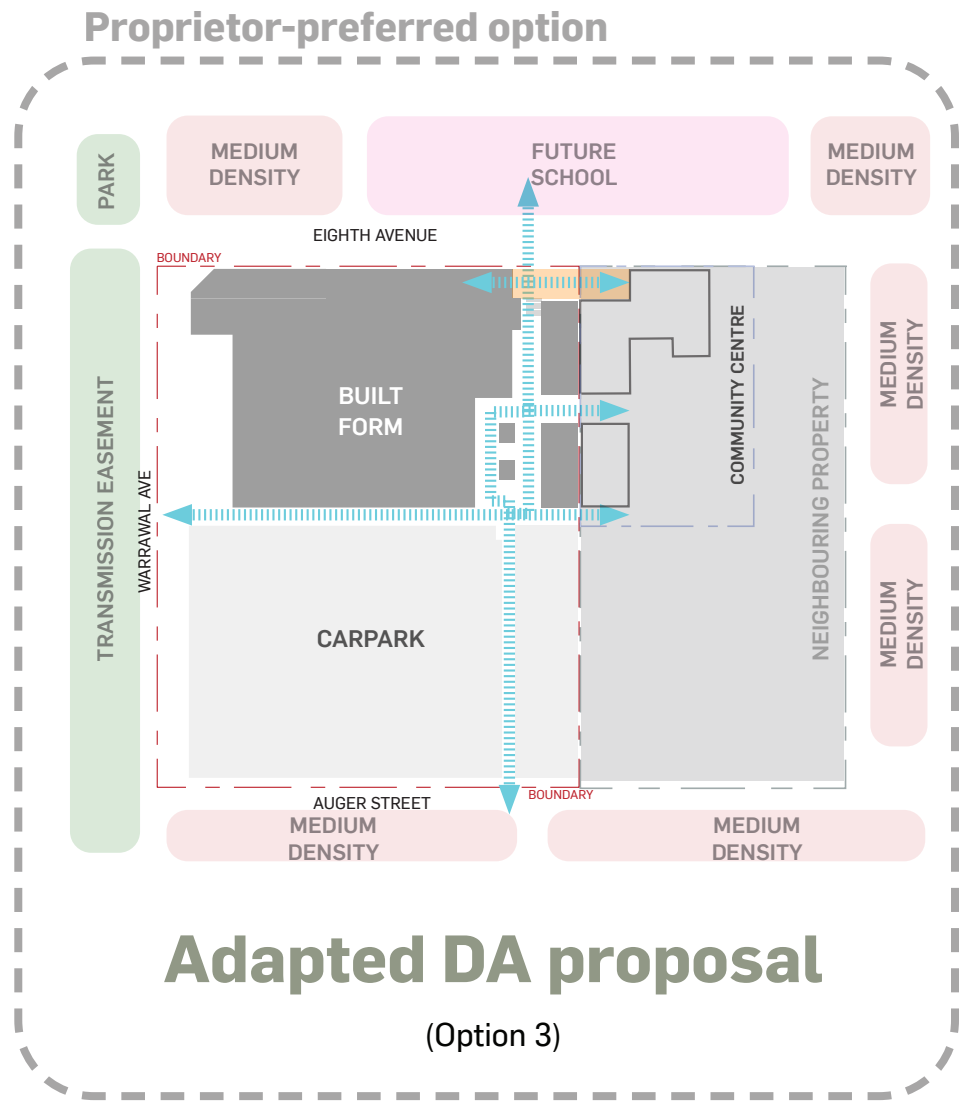 Proprietor-preferred option
PARK
MEDIUM
DENSITY
FUTURE
SCHOOL
MEDIUM
DENSITY
EIGHTH AVENUE
BOUNDARY
TRANSMISSION EASEMENT
WARRAWAL AVE
BUILT
FORM
COMMUNITY CENTRE
NEIGHBOURING PROPERTY
MEDIUM
DENSITY
MEDIUM
DENSITY
CARPARK
BOUNDARY
AUGER STREET
MEDIUM
DENSITY
MEDIUM
DENSITY
Adapted DA proposal
(Option 3)